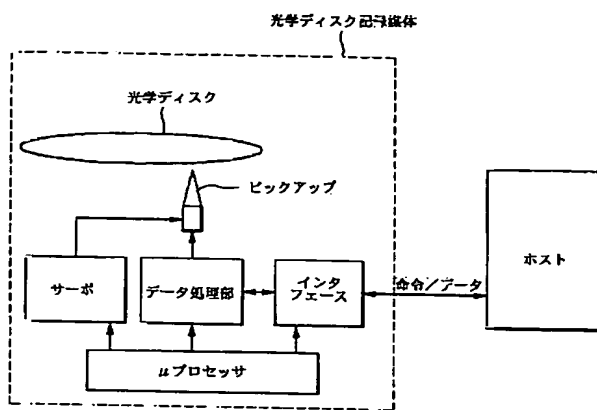 光学ディスク記録媒体
光学ディスク
ピックアップ
サーボ
データ処理部
インタ
フェース
命令/データ
ホスト
μプロセッサ